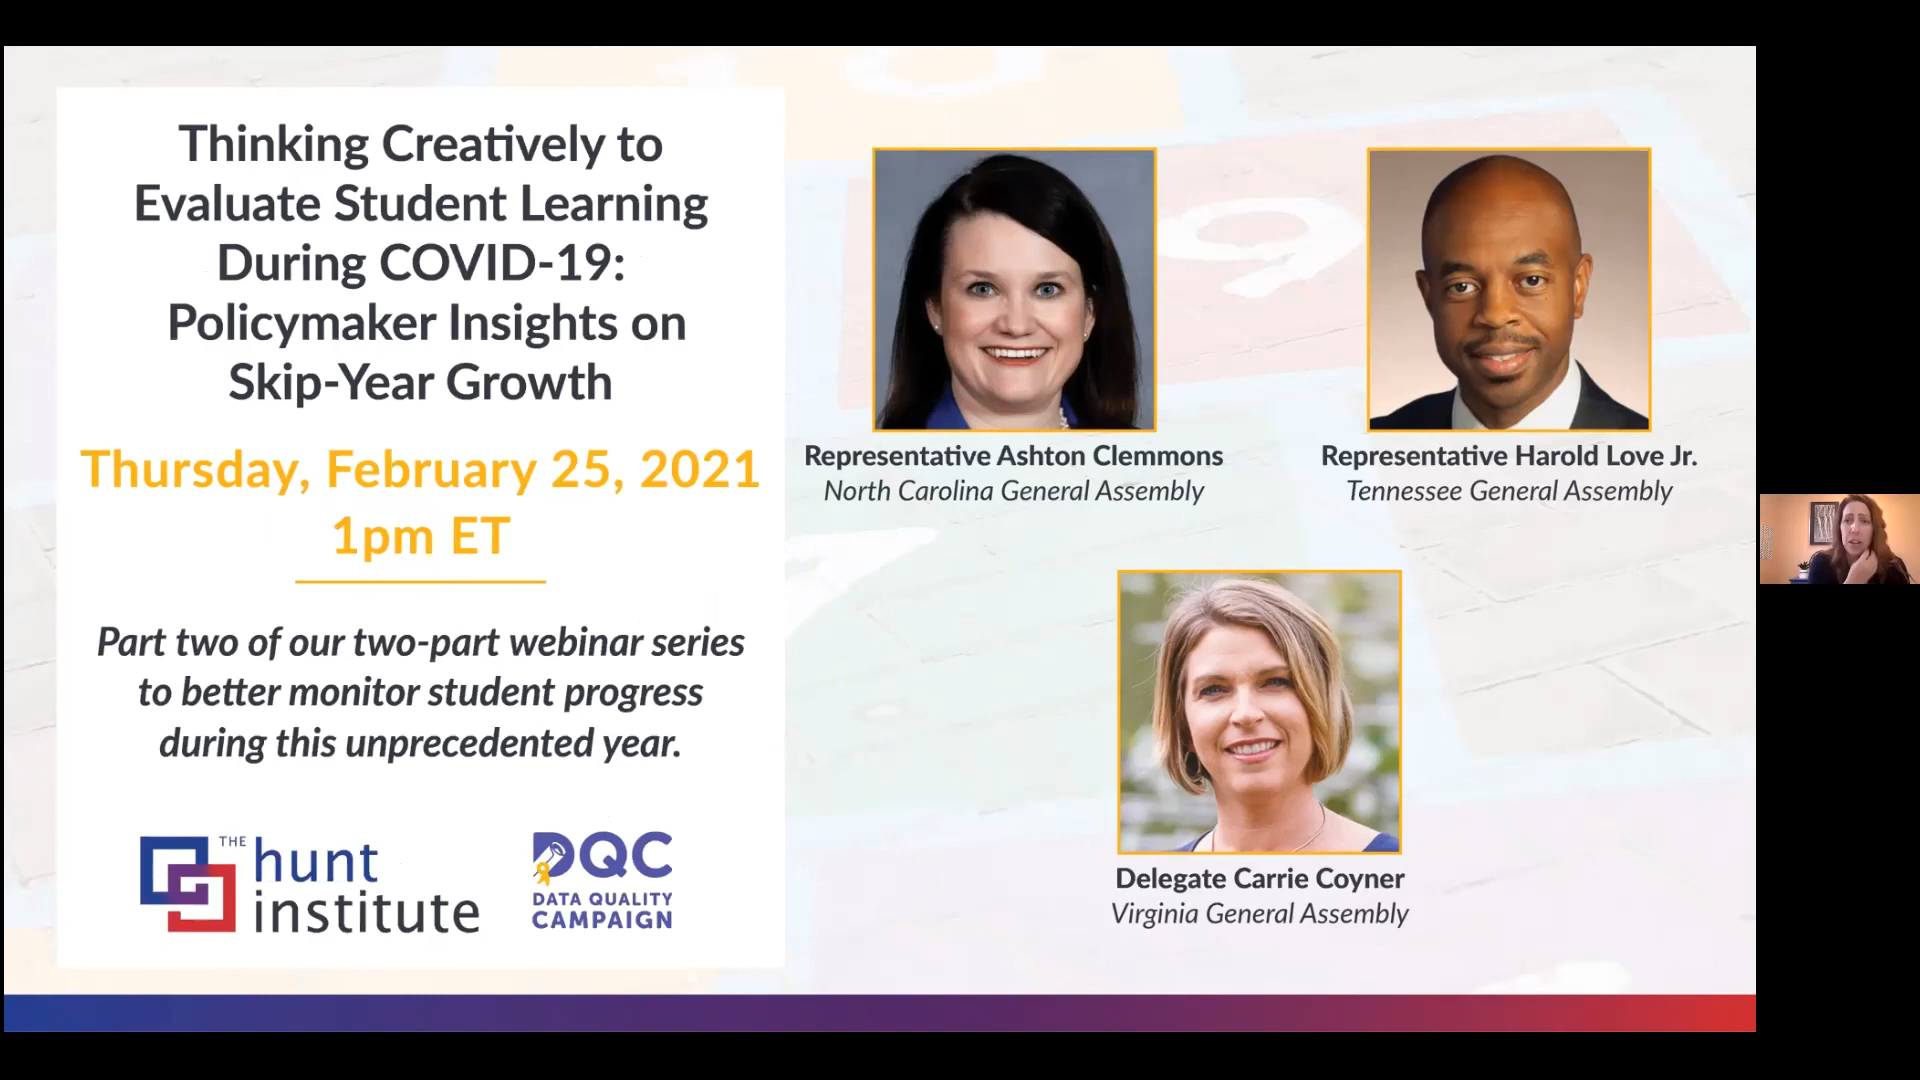 Thinking Creatively to
Evaluate Student Learning
During COVID-19:
Policymaker Insights on
Skip-Year Growth
Thursday, February 25, 2021
1pm ET
Part two of our two-part webinar series
to better monitor student progress
during this unprecedented year.
THE
hunt
institute
DQC
DATA QUALITY
CAMPAIGN
Representative Ashton Clemmons
North Carolina General Assembly
Representative Harold Love Jr.
Tennessee General Assembly
Delegate Carrie Coyner
Virginia General Assembly
9